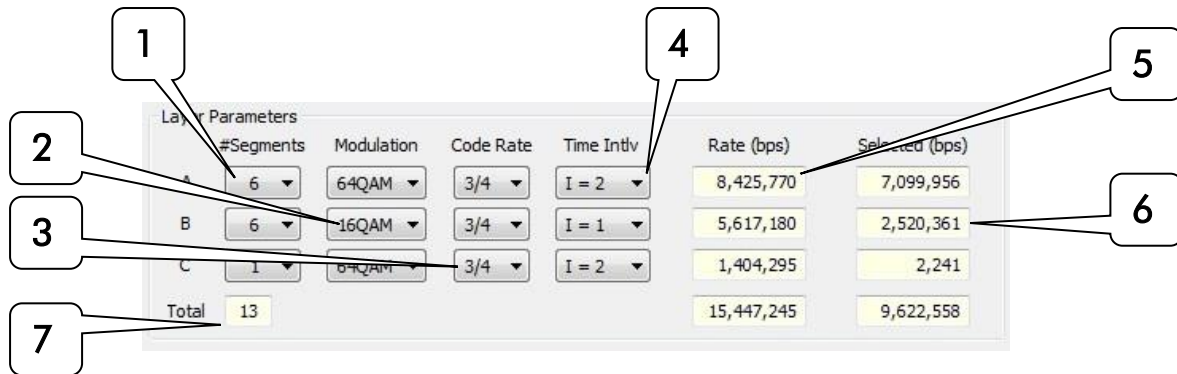 1
4
5
2
3
6
7
Layer Parameters
#Segments Modulation Code Rate Time Intlv Rate (bps) Selected (bps)
A 6 64QAM 3/4 I = 2 8,425,770 7,099,956
B 6 16QAM 3/4 I = 1 5,617,180 2,520,361
C 1 64QAM 3/4 I = 2 1,404,295 2,241
Total 13 15,447,245 9,622,558